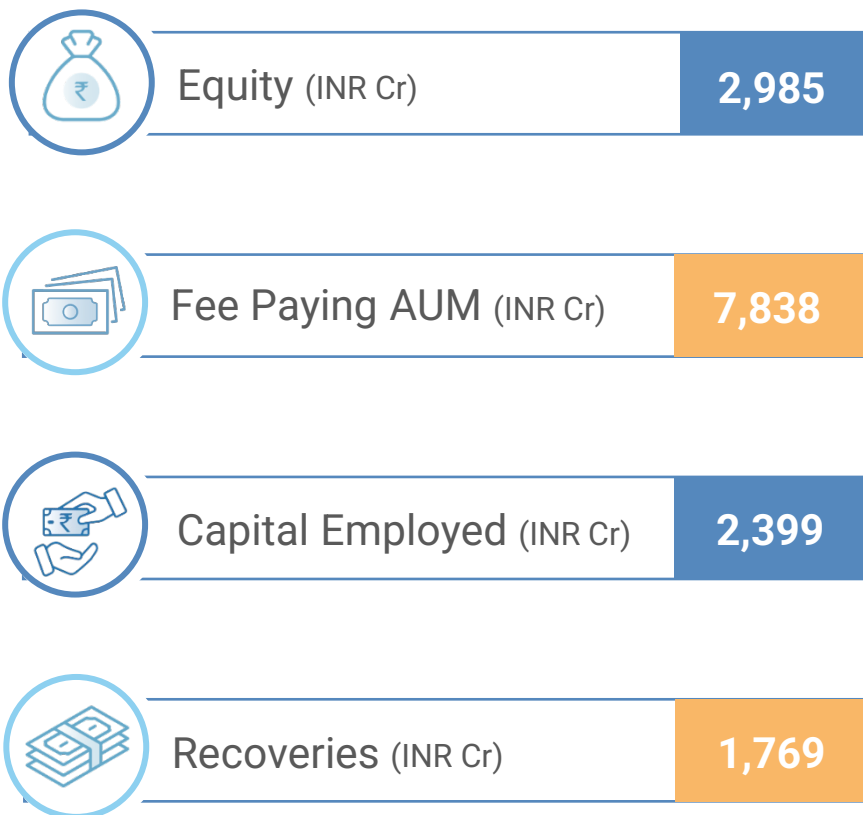 ₹
Equity (INR Cr) 2,985
Fee Paying AUM (INR Cr) 7,838
₹
Capital Employed (INR Cr) 2,399
Recoveries (INR Cr) 1,769